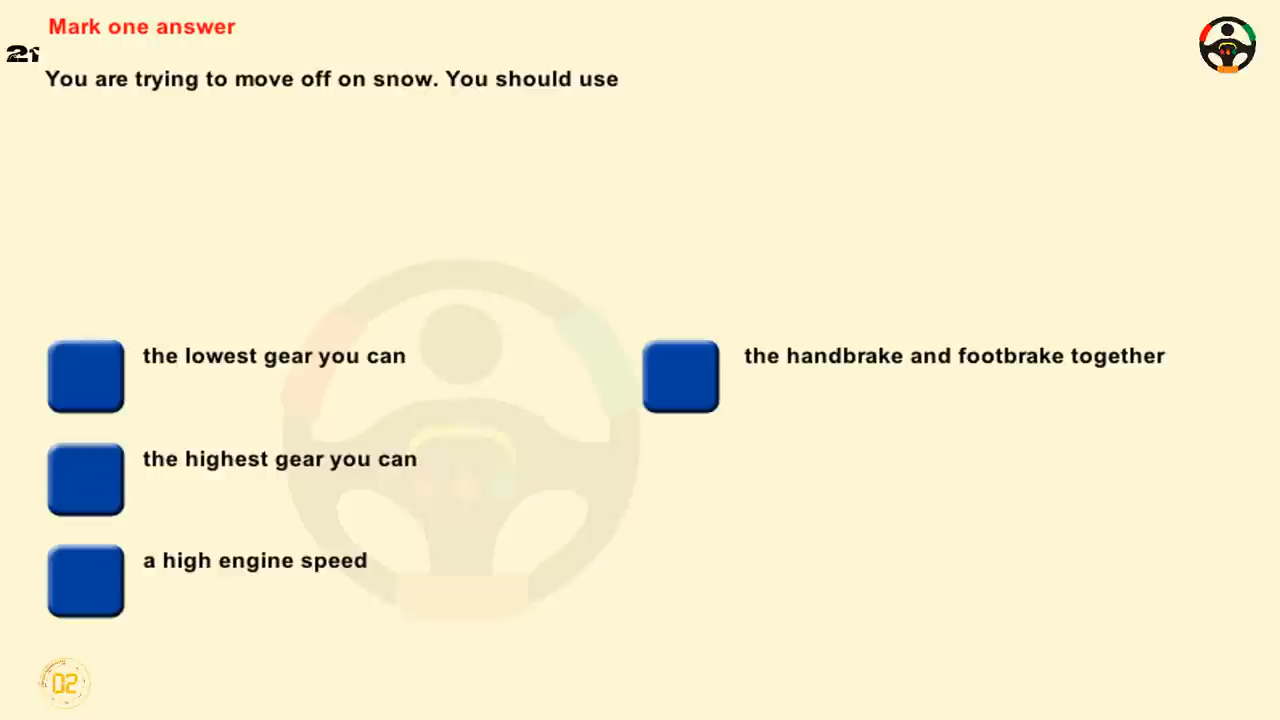 Mark one answer
21
You are trying to move off on snow. You should use
the lowest gear you can
the handbrake and footbrake together
the highest gear you can
a high engine speed
02